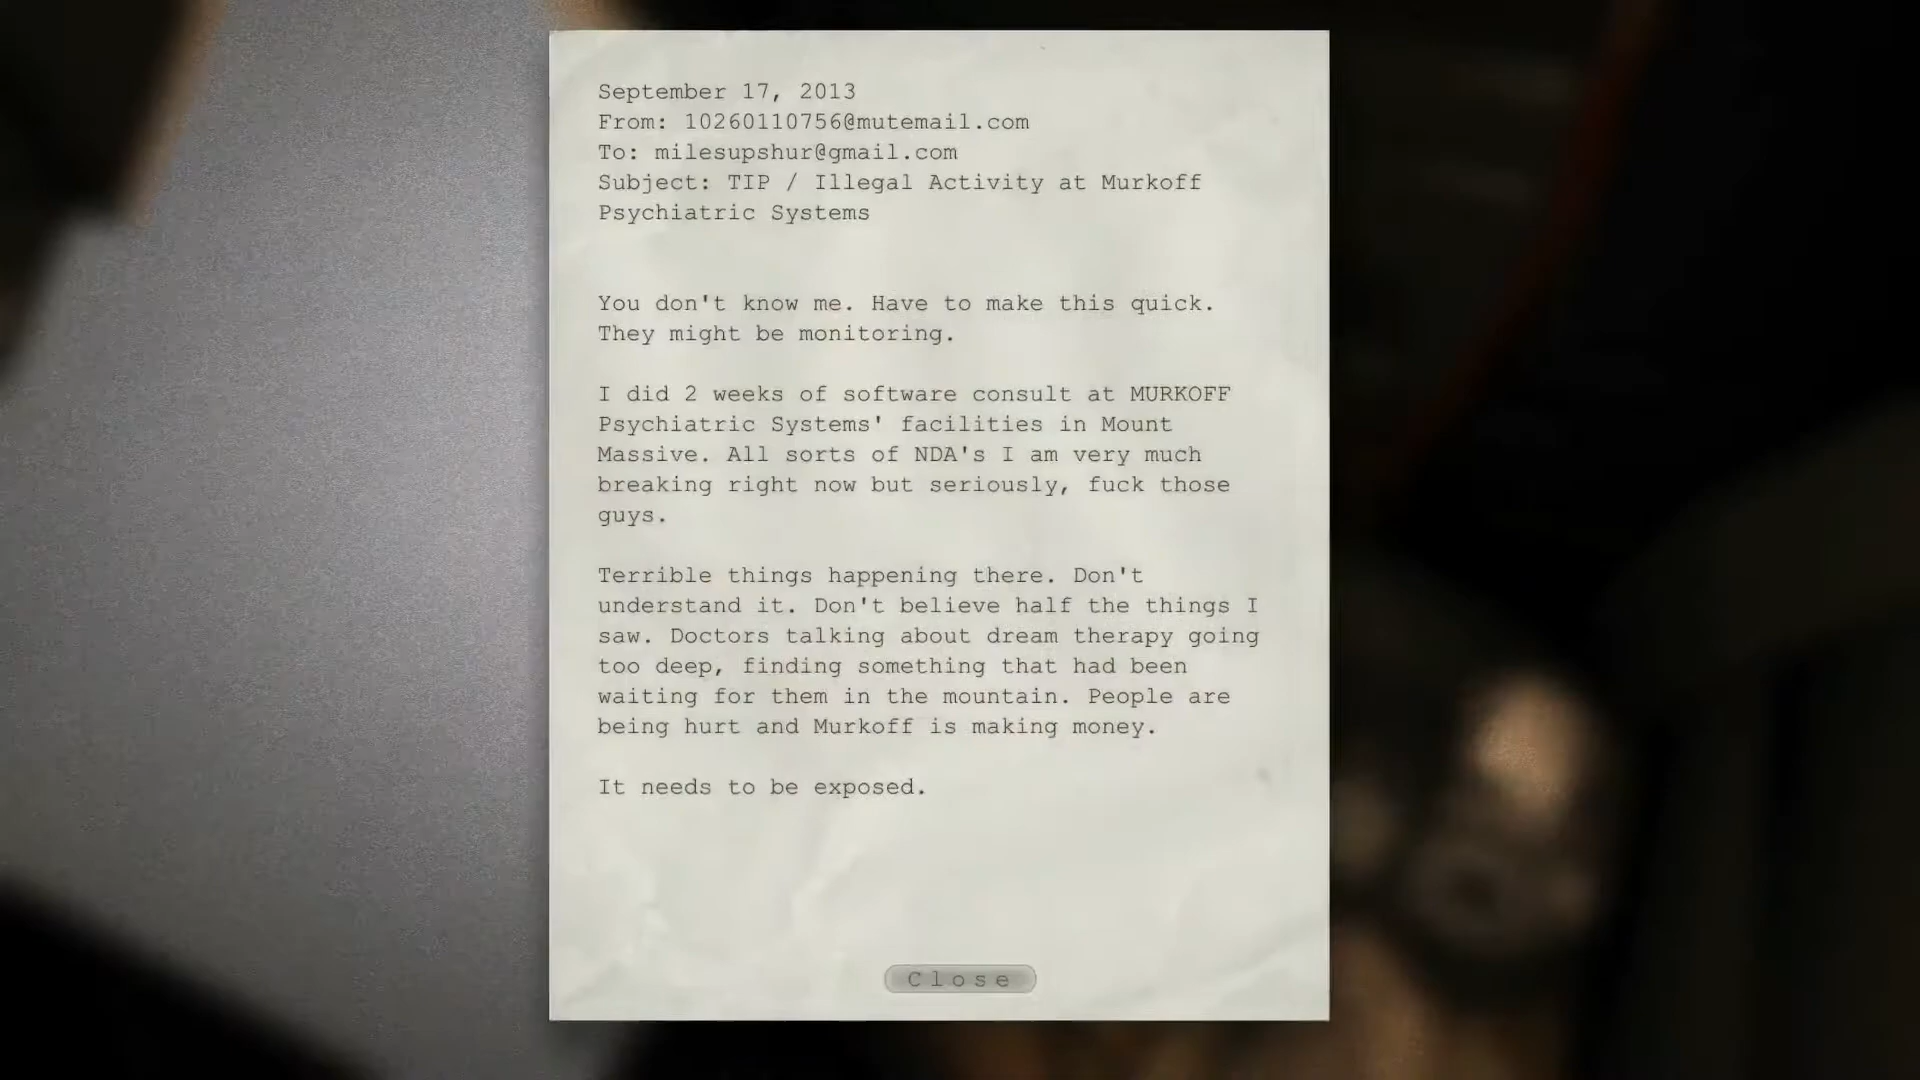 September 17, 2013
From: 10260110756@mutemail.com
To: milesupshur@gmail.com
Subject: TIP / Illegal Activity at Murkoff
Psychiatric Systems
You don't know me. Have to make this quick.
They might be monitoring.
I did 2 weeks of software consult at MURKOFF
Psychiatric Systems' facilities in Mount
Massive. All sorts of NDA's I am very much
breaking right now but seriously, fuck those
guys.
Terrible things happening there. Don't
understand it. Don't believe half the things I
saw. Doctors talking about dream therapy going
too deep, finding something that had been
waiting for them in the mountain. People are
being hurt and Murkoff is making money.
It needs to be exposed.
Close